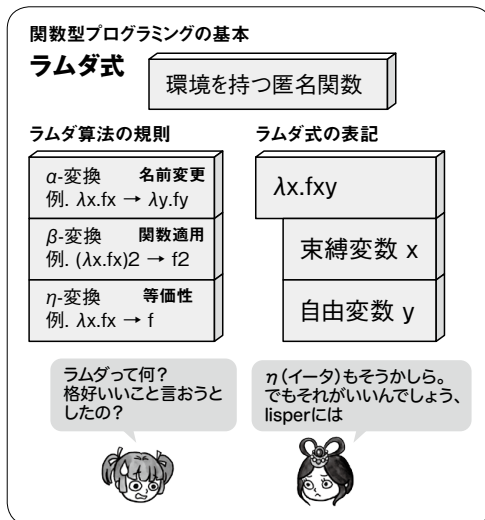 関数型プログラミングの基本
ラムダ式
環境を持つ匿名関数
ラムダ算法の規則
α-変換 名前変更
例. λx.fx → λy.fy
β-変換 関数適用
例. (λx.fx)2 → f2
η-変換 等価性
例. λx.fx → f
ラムダ式の表記
λx.fxy
束縛変数 x
自由変数 y
ラムダって何?
格好いいこと言おうと
したの?
η(イータ)もそうかしら。
でもそれがいいんでしょう、
lisperには